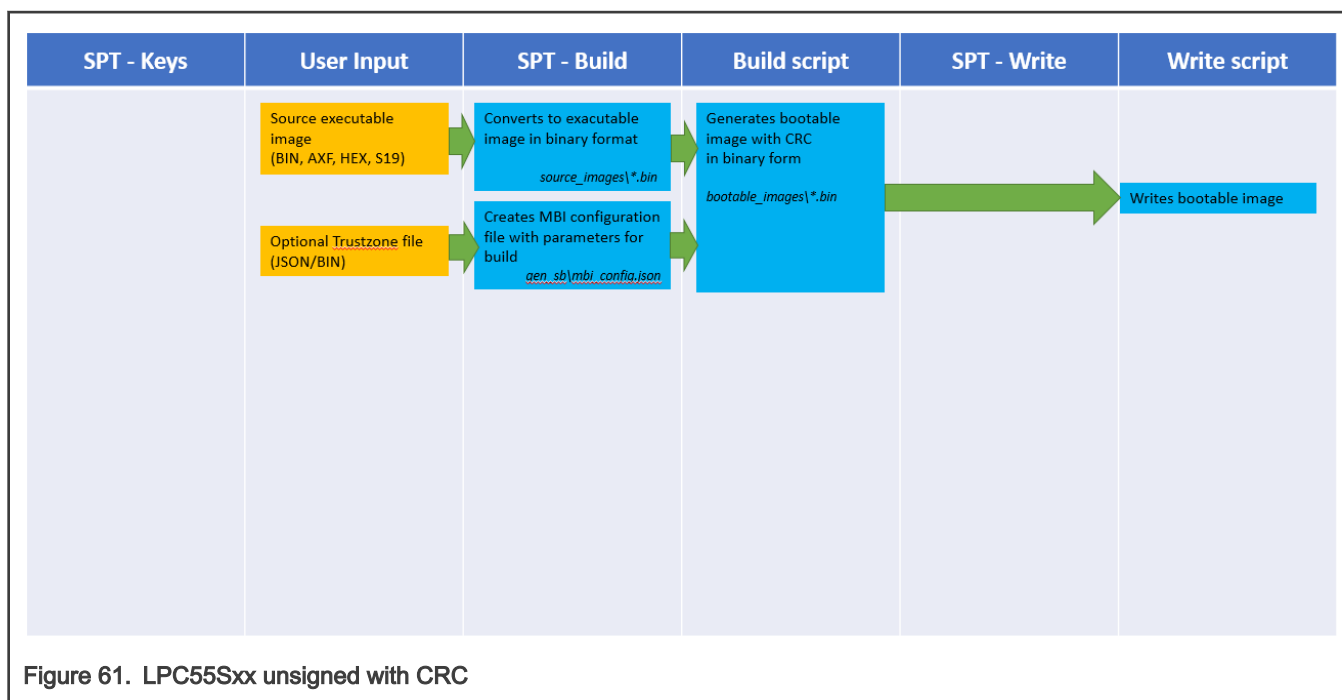 SPT - Keys
User Input
SPT - Build
Build script
SPT - Write
Write script
Source executable
image
(BIN, AXF, HEX, S19)
Converts to exacutable
image in binary format
source_images\*.bin
Generates bootable
image with CRC
in binary form
bootable_images\*.bin
Writes bootable image
Optional Trustzone file
(JSON/BIN)
Creates MBI configuration
file with parameters for
build
gen_sb\mbi_config.json
Figure 61. LPC55Sxx unsigned with CRC